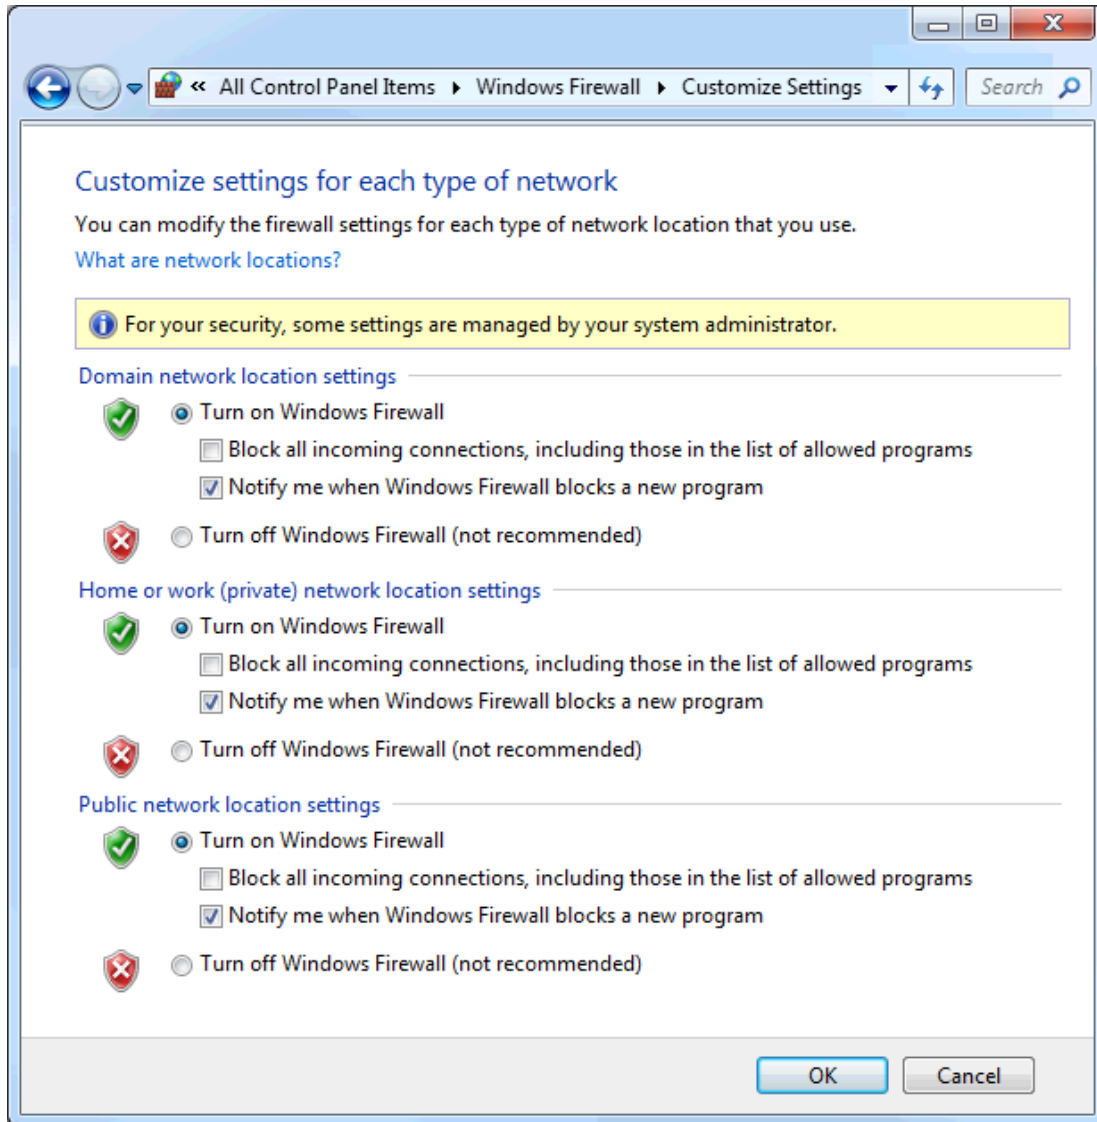 « All Control Panel Items ▸ Windows Firewall ▸ Customize Settings Search
Customize settings for each type of network
You can modify the firewall settings for each type of network location that you use.
What are network locations?
For your security, some settings are managed by your system administrator.
Domain network location settings
Turn on Windows Firewall
Block all incoming connections, including those in the list of allowed programs
Notify me when Windows Firewall blocks a new program
Turn off Windows Firewall (not recommended)
Home or work (private) network location settings
Turn on Windows Firewall
Block all incoming connections, including those in the list of allowed programs
Notify me when Windows Firewall blocks a new program
Turn off Windows Firewall (not recommended)
Public network location settings
Turn on Windows Firewall
Block all incoming connections, including those in the list of allowed programs
Notify me when Windows Firewall blocks a new program
Turn off Windows Firewall (not recommended)
OK Cancel